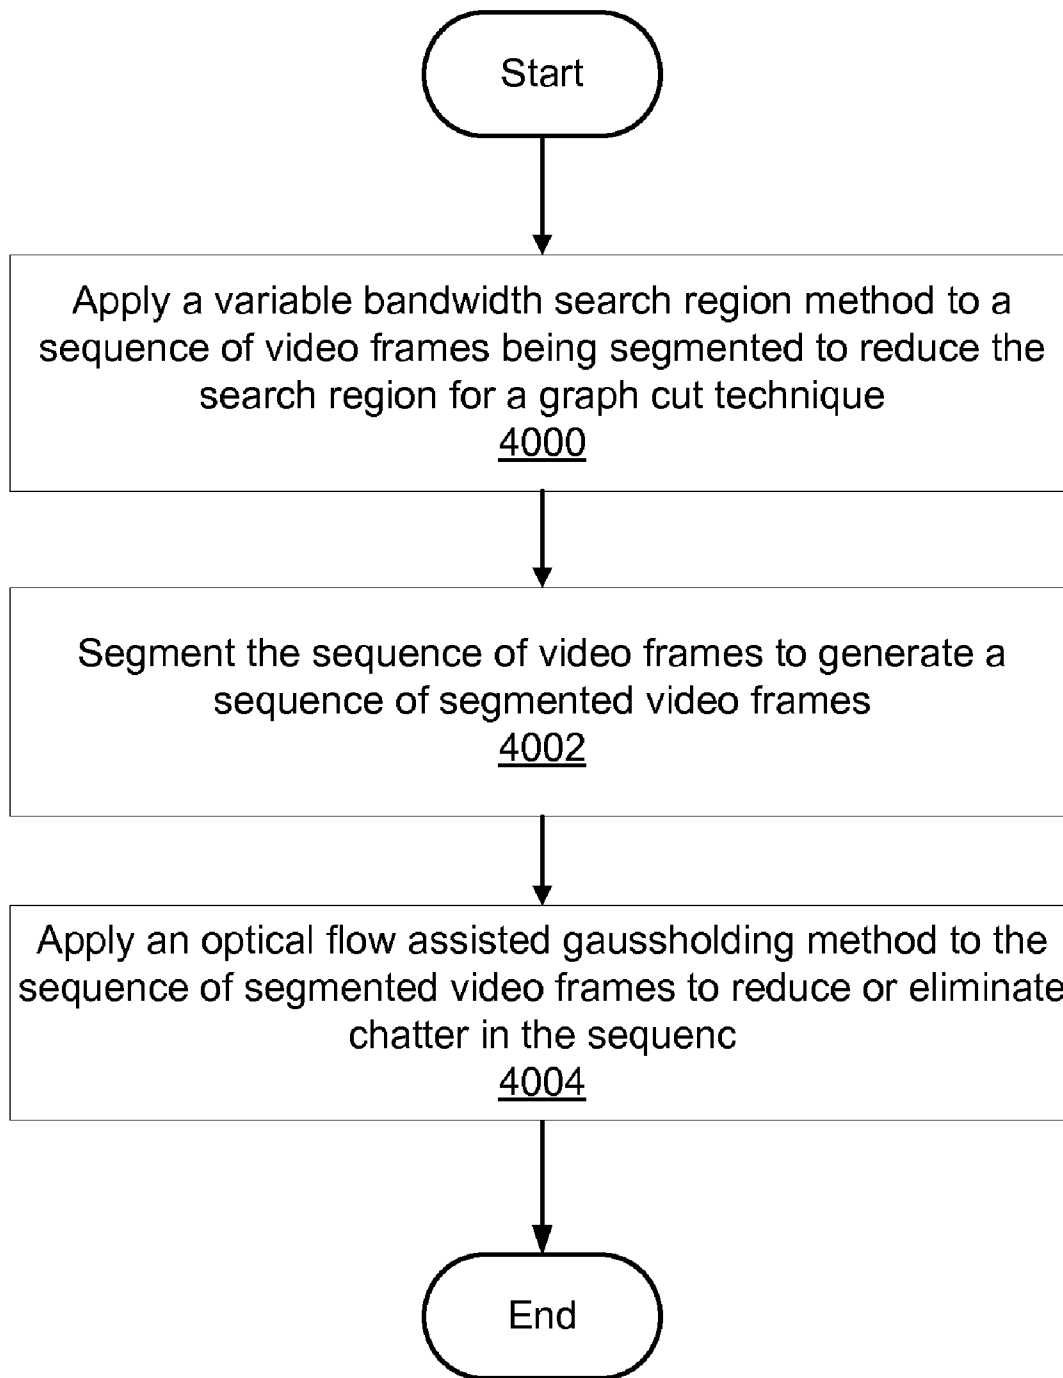 Start
Apply a variable bandwidth search region method to a
sequence of video frames being segmented to reduce the
search region for a graph cut technique
4000
Segment the sequence of video frames to generate a
sequence of segmented video frames
4002
Apply an optical flow assisted gaussholding method to the
sequence of segmented video frames to reduce or eliminate
chatter in the sequenc
4004
End